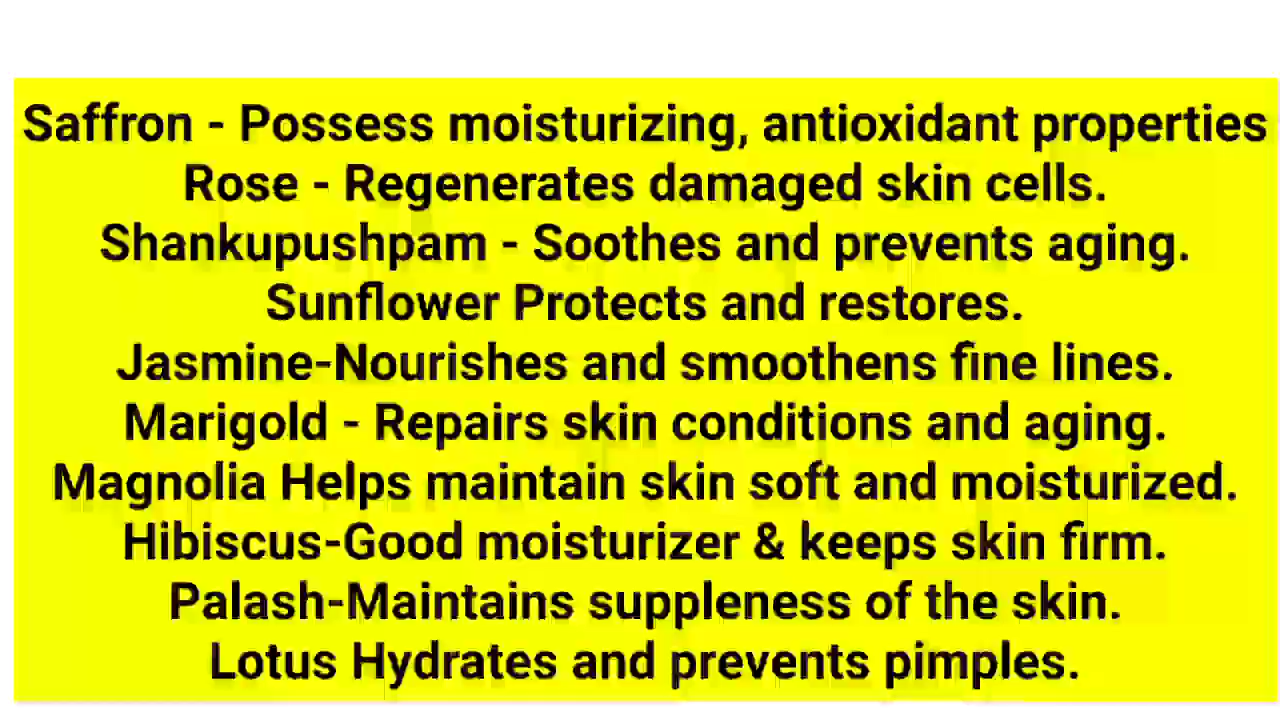 Saffron - Possess moisturizing, antioxidant properties
Rose - Regenerates damaged skin cells.
Shankupushpam - Soothes and prevents aging.
Sunflower Protects and restores.
Jasmine-Nourishes and smoothens fine lines.
Marigold - Repairs skin conditions and aging.
Magnolia Helps maintain skin soft and moisturized.
Hibiscus-Good moisturizer & keeps skin firm.
Palash-Maintains suppleness of the skin.
Lotus Hydrates and prevents pimples.